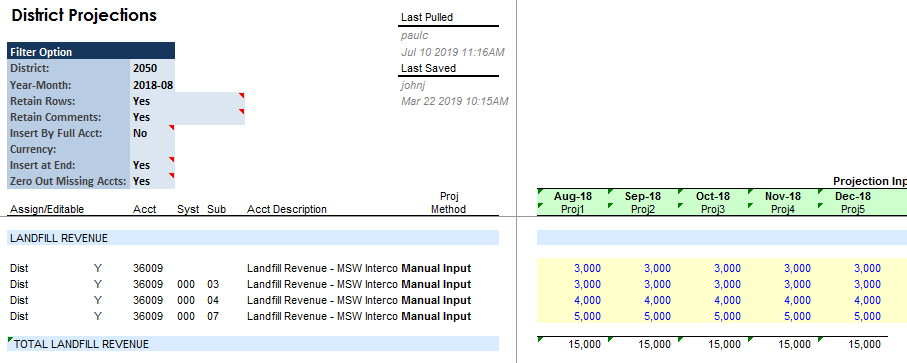 District Projections
Last Pulled
paulc
Jul 10 2019 11:16AM
Last Saved
johnj
Mar 22 2019 10:15AM
Filter Option
District: 2050
Year-Month: 2018-08
Retain Rows: Yes
Retain Comments: Yes
Insert By Full Acct: No
Currency:
Insert at End: Yes
Zero Out Missing Accts: Yes
Projection Inp
Proj
Aug-18 Sep-18 Oct-18 Nov-18 Dec-18
Assign/Editable Acct Syst Sub Acct Description Method Proj1 Proj2 Proj3 Proj4 Proj5
LANDFILL REVENUE
Dist Y 36009 Landfill Revenue - MSW Interco Manual Input 3,000 3,000 3,000 3,000 3,000
Dist Y 36009 000 03 Landfill Revenue - MSW Interco Manual Input 3,000 3,000 3,000 3,000 3,000
Dist Y 36009 000 04 Landfill Revenue - MSW Interco Manual Input 4,000 4,000 4,000 4,000 4,000
Dist Y 36009 000 07 Landfill Revenue - MSW Interco Manual Input 5,000 5,000 5,000 5,000 5,000
TOTAL LANDFILL REVENUE 15,000 15,000 15,000 15,000 15,000